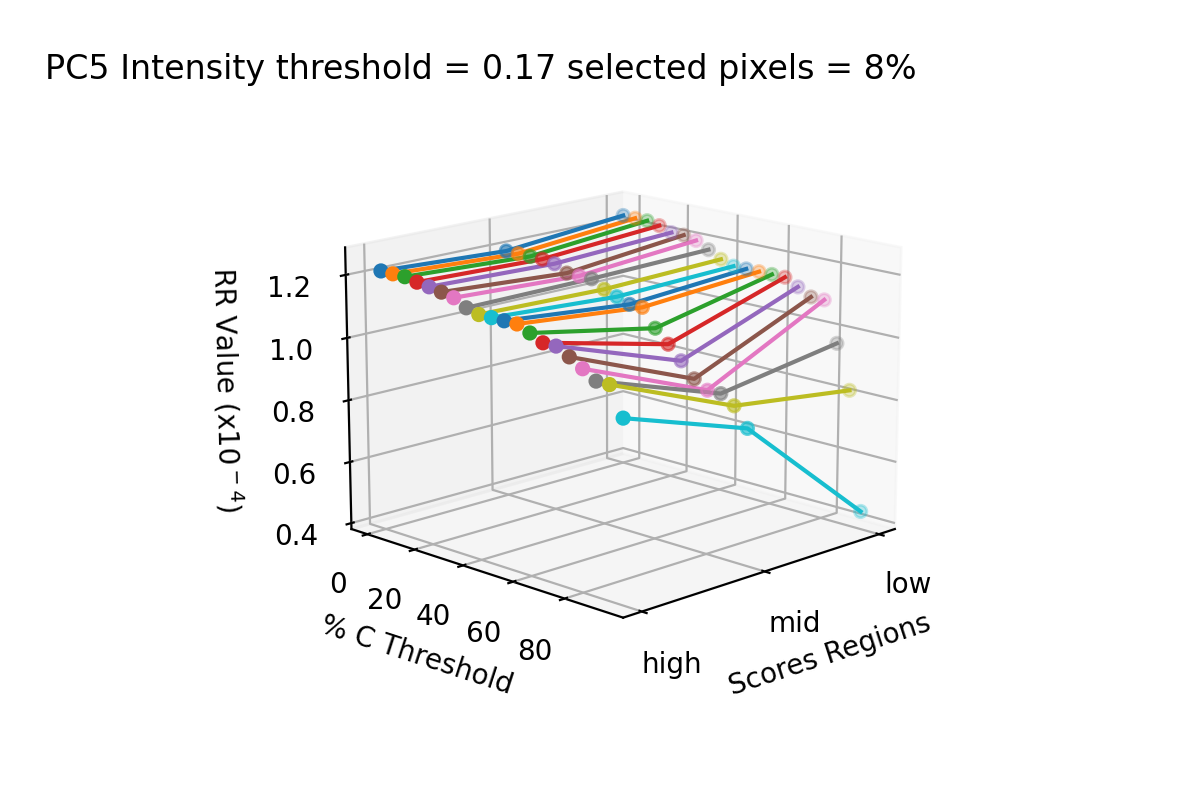 PC5 Intensity threshold = 0.17 selected pixels = 8%
RR Value (x10⁻⁴)
1.2
1.0
0.8
0.6
0.4
0
20
40
60
80
% C Threshold
high
mid
low
Scores Regions